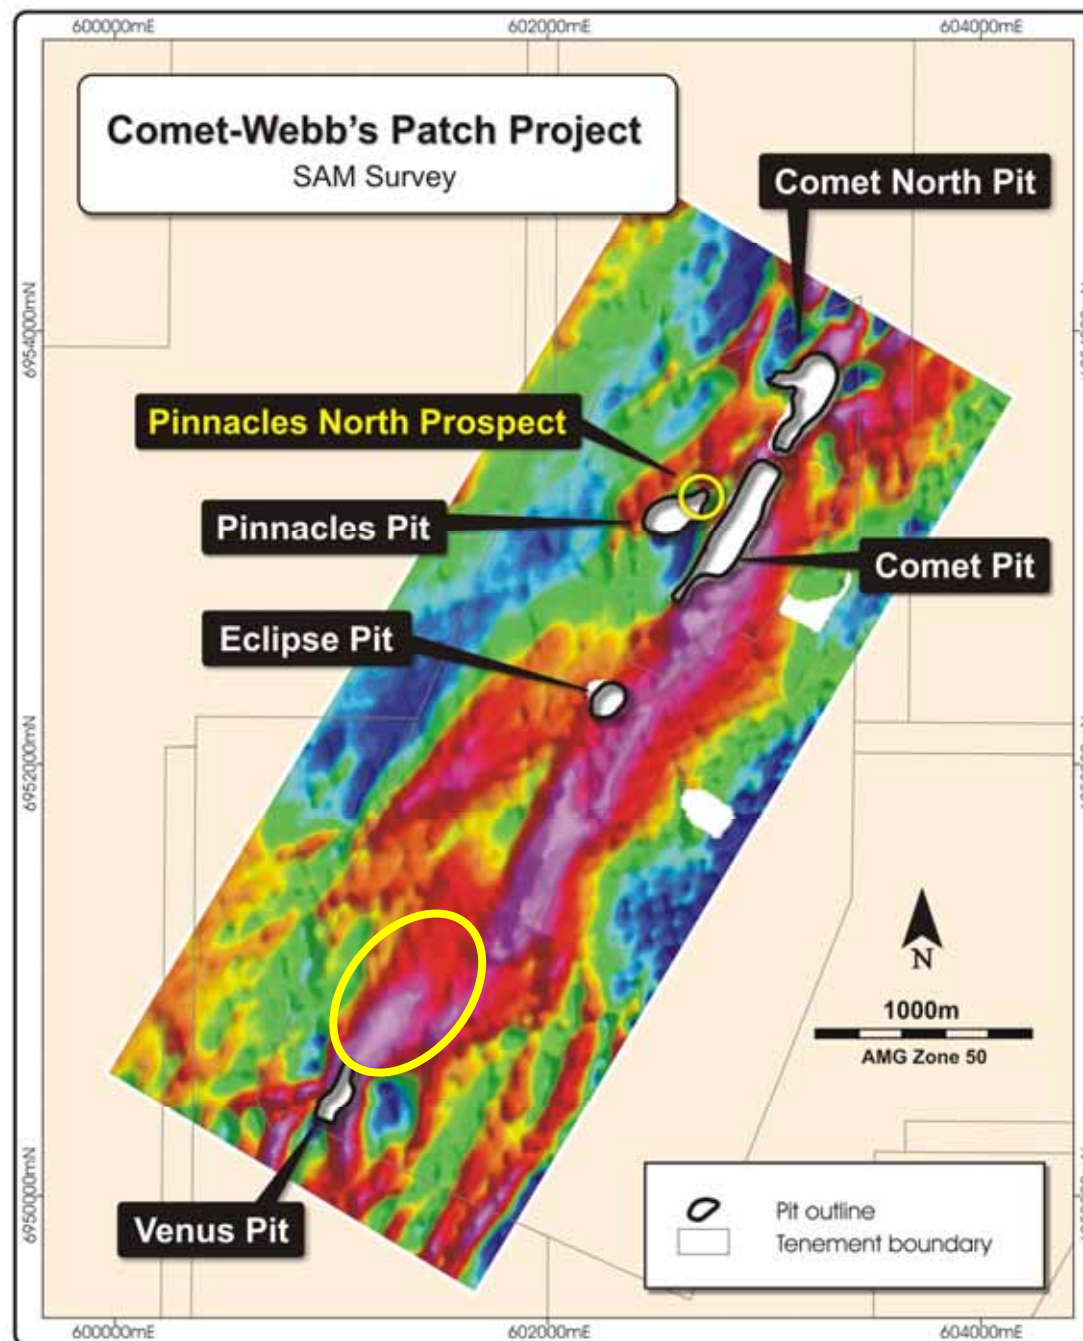 600000mE
602000mE
604000mE
Comet-Webb's Patch Project
SAM Survey
Comet North Pit
6954000mN
Pinnacles North Prospect
Pinnacles Pit
Comet Pit
Eclipse Pit
6952000mN
N
1000m
AMG Zone 50
6950000mN
Venus Pit
Pit outline
Tenement boundary
600000mE
602000mE
604000mE